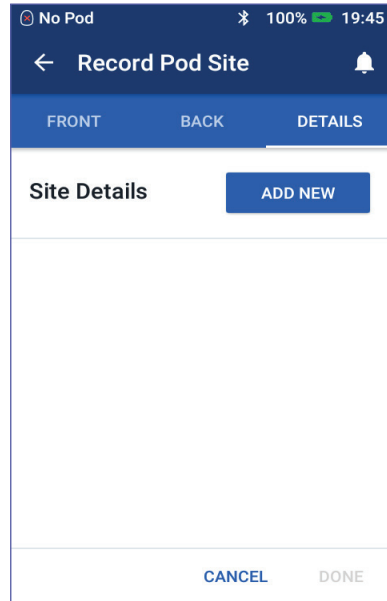 No Pod 100% 19:45
Record Pod Site
FRONT BACK DETAILS
Site Details ADD NEW
CANCEL DONE